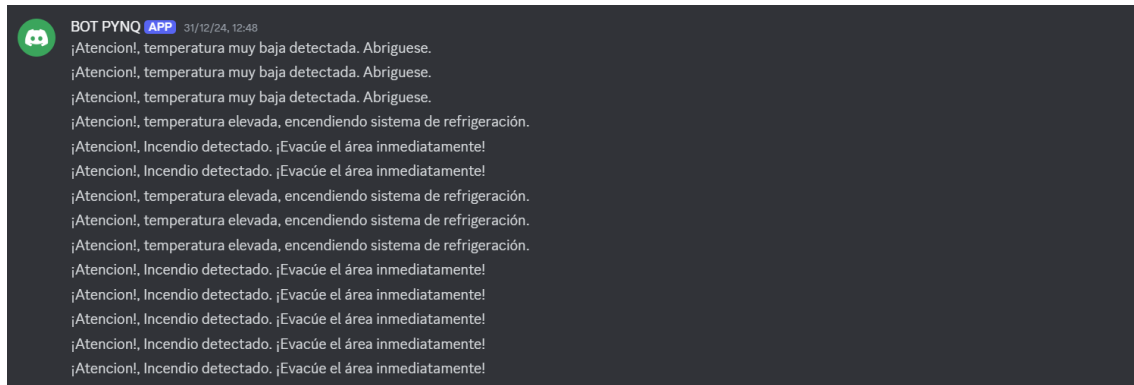 BOT PYNQ APP 31/12/24, 12:48
¡Atencion!, temperatura muy baja detectada. Abriguese.
¡Atencion!, temperatura muy baja detectada. Abriguese.
¡Atencion!, temperatura muy baja detectada. Abriguese.
¡Atencion!, temperatura elevada, encendiendo sistema de refrigeración.
¡Atencion!, Incendio detectado. ¡Evacúe el área inmediatamente!
¡Atencion!, Incendio detectado. ¡Evacúe el área inmediatamente!
¡Atencion!, temperatura elevada, encendiendo sistema de refrigeración.
¡Atencion!, temperatura elevada, encendiendo sistema de refrigeración.
¡Atencion!, temperatura elevada, encendiendo sistema de refrigeración.
¡Atencion!, Incendio detectado. ¡Evacúe el área inmediatamente!
¡Atencion!, Incendio detectado. ¡Evacúe el área inmediatamente!
¡Atencion!, Incendio detectado. ¡Evacúe el área inmediatamente!
¡Atencion!, Incendio detectado. ¡Evacúe el área inmediatamente!
¡Atencion!, Incendio detectado. ¡Evacúe el área inmediatamente!